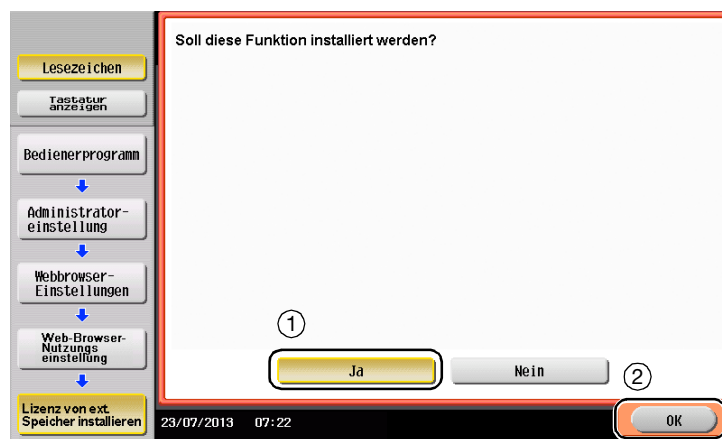 Soll diese Funktion installiert werden?
Lesezeichen
Tastatur
anzeigen
Bedienerprogramm
Administrator-
einstellung
Webbrowser-
Einstellungen
Web-Browser-
Nutzungs
einstellung
Lizenz von ext.
Speicher installieren
1
Ja
Nein
2
23/07/2013 07:22
OK